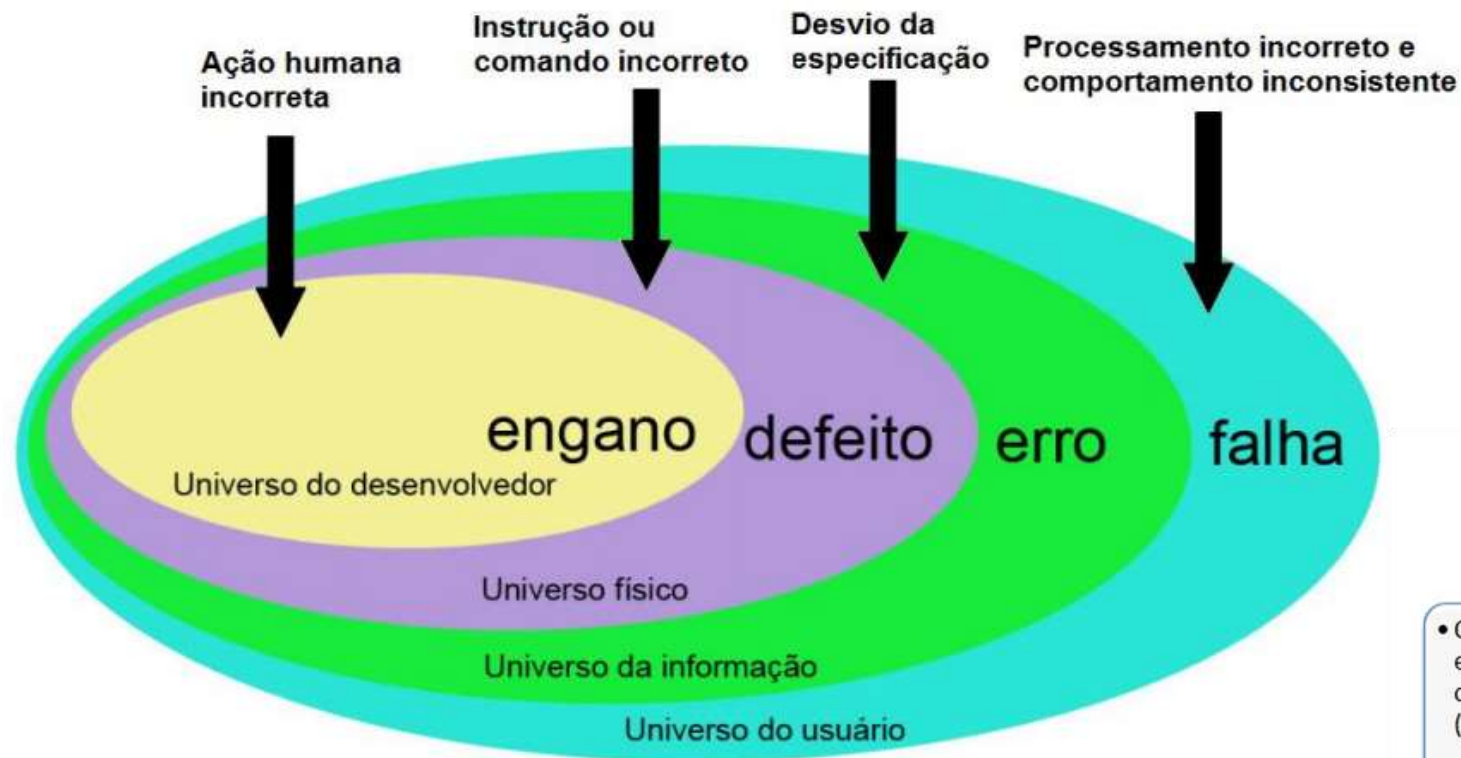 Ação humana
incorreta
Instrução ou
comando incorreto
Desvio da
especificação
Processamento incorreto e
comportamento inconsistente
engano
defeito
erro
falha
Universo do desenvolvedor
Universo físico
Universo da informação
Universo do usuário